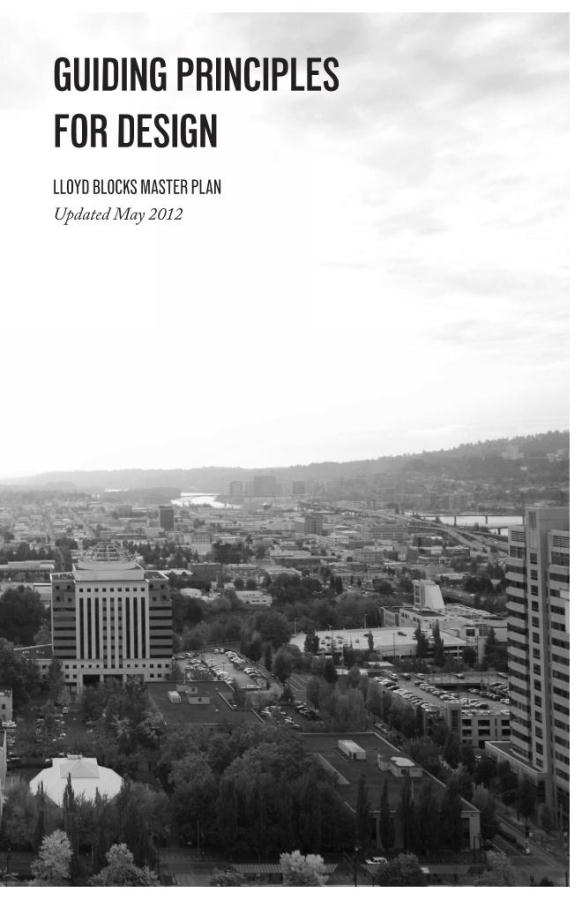 GUIDING PRINCIPLES
FOR DESIGN
LLOYD BLOCKS MASTER PLAN
Updated May 2012